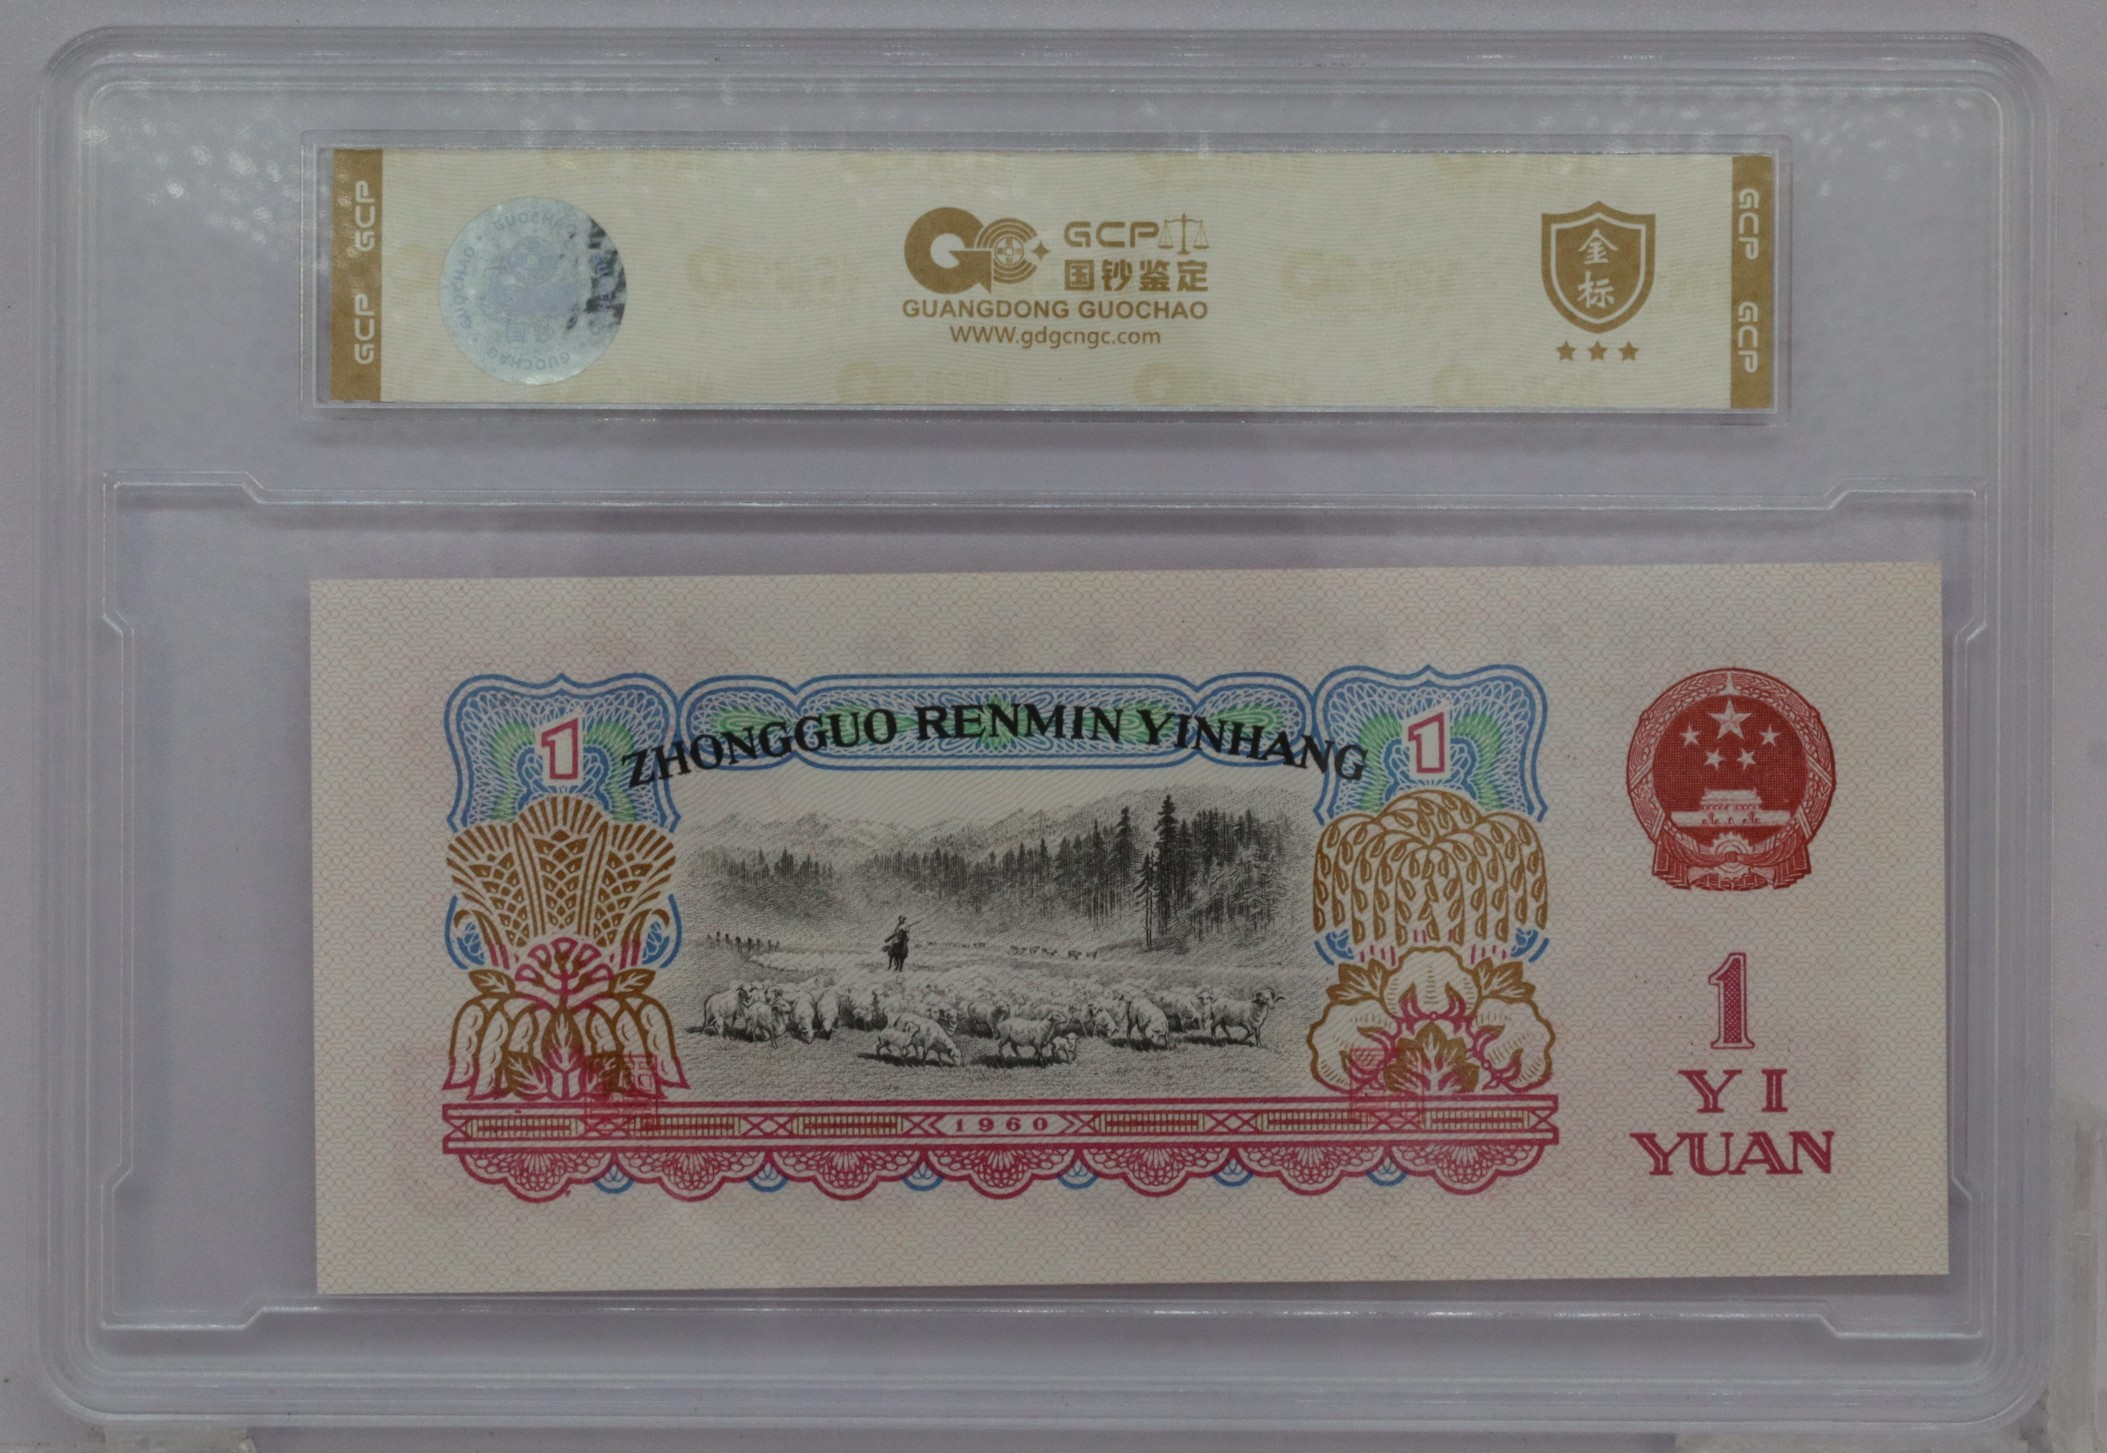 GCP GCP
GCP
国钞鉴定
GUANGDONG GUOCHAO
WWW.gdgcngc.com
金
标
GCP GCP
GUOCHAO
1
ZHONGGUO RENMIN YINHANG
1
1960
1
YI
YUAN